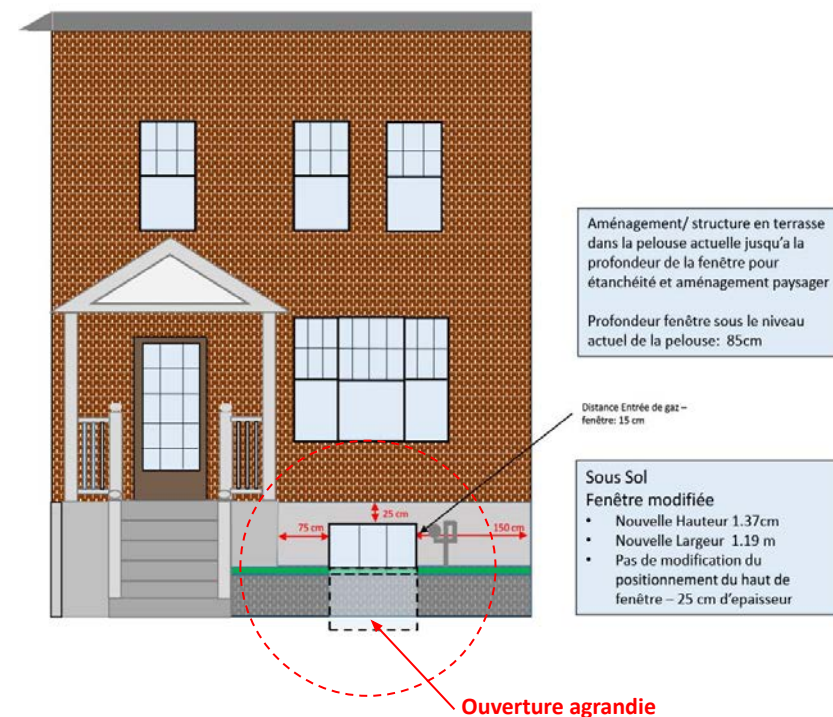 Aménagement/ structure en terrasse
dans la pelouse actuelle jusqu'a la
profondeur de la fenêtre pour
étanchéité et aménagement paysager
Profondeur fenêtre sous le niveau
actuel de la pelouse: 85cm
Distance Entrée de gaz –
fenêtre: 15 cm
25 cm
75 cm
150 cm
Sous Sol
Fenêtre modifiée
• Nouvelle Hauteur 1.37cm
• Nouvelle Largeur 1.19 m
• Pas de modification du
positionnement du haut de
fenêtre – 25 cm d'epaisseur
Ouverture agrandie